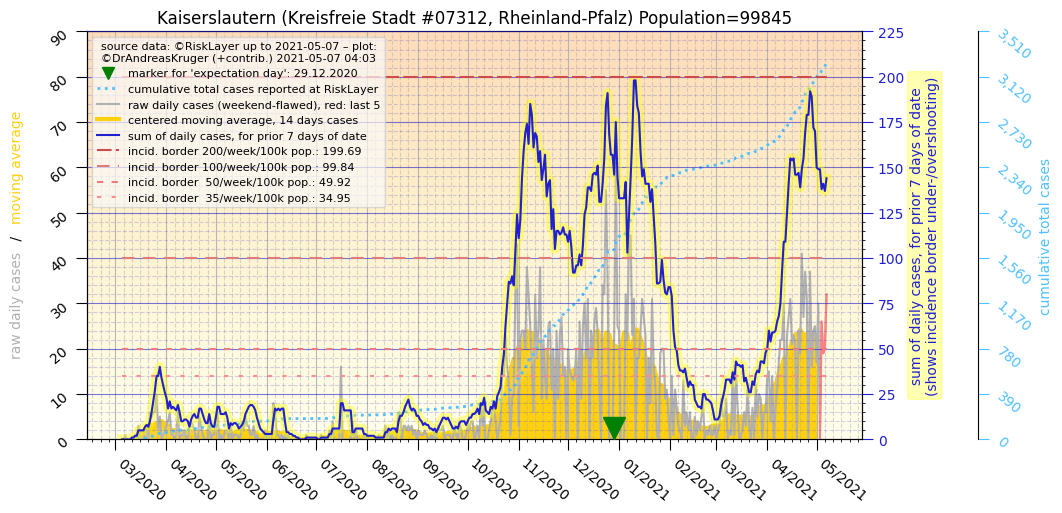 Kaiserslautern (Kreisfreie Stadt #07312, Rheinland-Pfalz) Population=99845
source data: ©RiskLayer up to 2021-05-07 – plot:
©DrAndreasKruger (+contrib.) 2021-05-07 04:03
marker for 'expectation day': 29.12.2020
cumulative total cases reported at RiskLayer
raw daily cases (weekend-flawed), red: last 5
centered moving average, 14 days
sum of daily cases, for prior 7 days of date
incid. border 200/week/100k pop.: 199.69
incid. border 100/week/100k pop.: 99.84
incid. border  50/week/100k pop.: 49.92
incid. border  35/week/100k pop.: 34.95
raw daily cases / moving average
90
80
70
60
50
40
30
20
10
0
03/2020
04/2020
05/2020
06/2020
07/2020
08/2020
09/2020
10/2020
11/2020
12/2020
01/2021
02/2021
03/2021
04/2021
05/2021
225
200
175
150
125
100
75
50
25
0
sum of daily cases, for prior 7 days of date
(shows incidence border under-/overshooting)
3,510
3,120
2,730
2,340
1,950
1,560
1,170
780
390
0
cumulative total cases